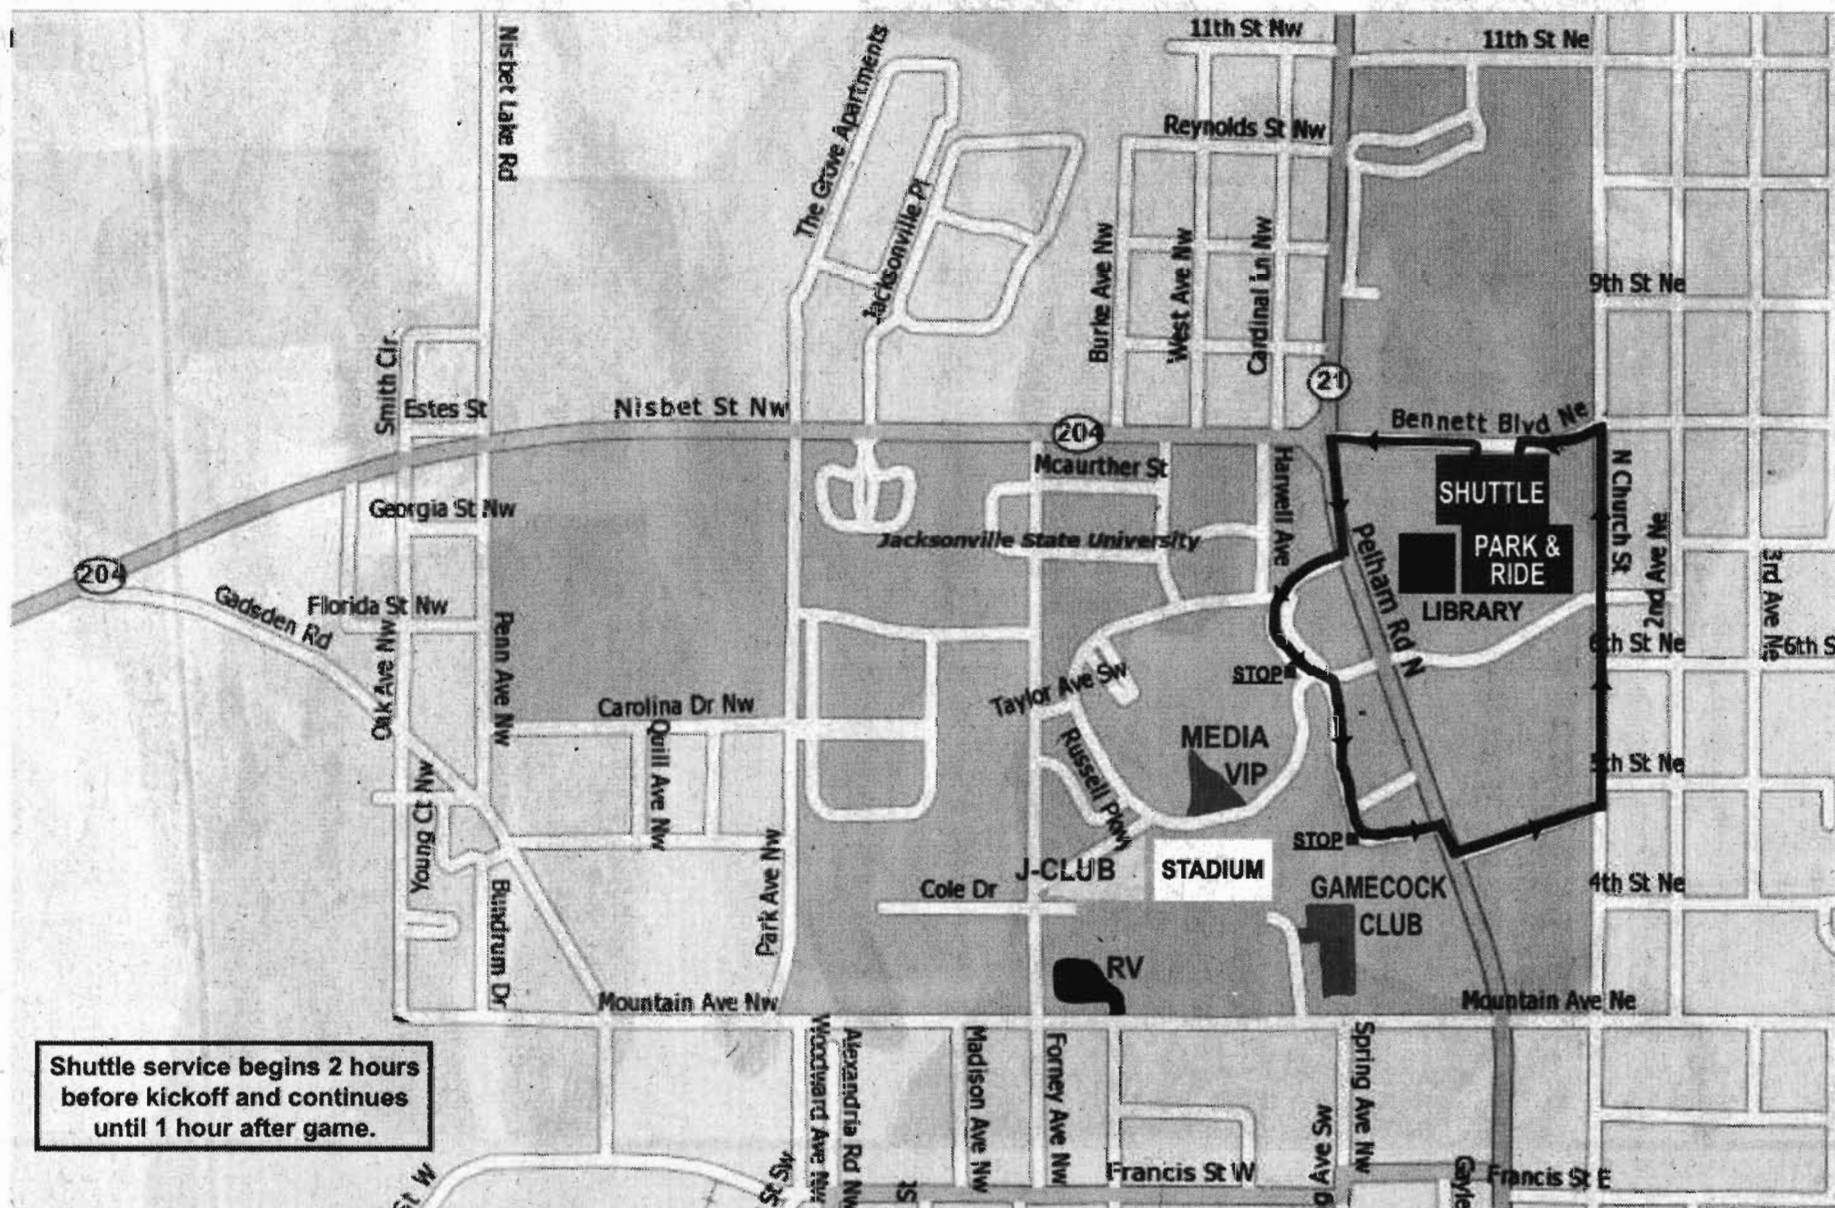 11th St Nw
11th St Ne
Nisbet Lake Rd
The Grove Apartments
Reynolds St Nw
Jacksonville Pl
Burke Ave Nw
West Ave Nw
Cardinal Ln Nw
9th St Ne
Smith Cir
21
Estes St
Nisbet St Nw
204
Bennett Blvd Ne
Mcaurther St
Harwell Ave
SHUTTLE
N Church St
Georgia St Nw
Jacksonville State University
Pelham Rd N
PARK &
RIDE
2nd Ave Ne
3rd Ave Ne
204
Gadsden Rd
Florida St Nw
LIBRARY
Oak Ave Nw
Penn Ave Nw
6th St Ne
6th S
STOP
Taylor Ave Sw
Carolina Dr Nw
Quill Ave Nw
Russell Pkwy
MEDIA
VIP
5th St Ne
Young Ct Nw
STOP
Park Ave Nw
J-CLUB
STADIUM
Cole Dr
GAMECOCK
CLUB
4th St Ne
Bundrum Dr
RV
Mountain Ave Nw
Mountain Ave Ne
Shuttle service begins 2 hours
before kickoff and continues
until 1 hour after game.
Woodward Ave Nw
Alexandria Rd Nw
Madison Ave Nw
Forney Ave Nw
Spring Ave Nw
g Ave Sw
Francis St W
Francis St E
Gayle
St W
St Sw
St